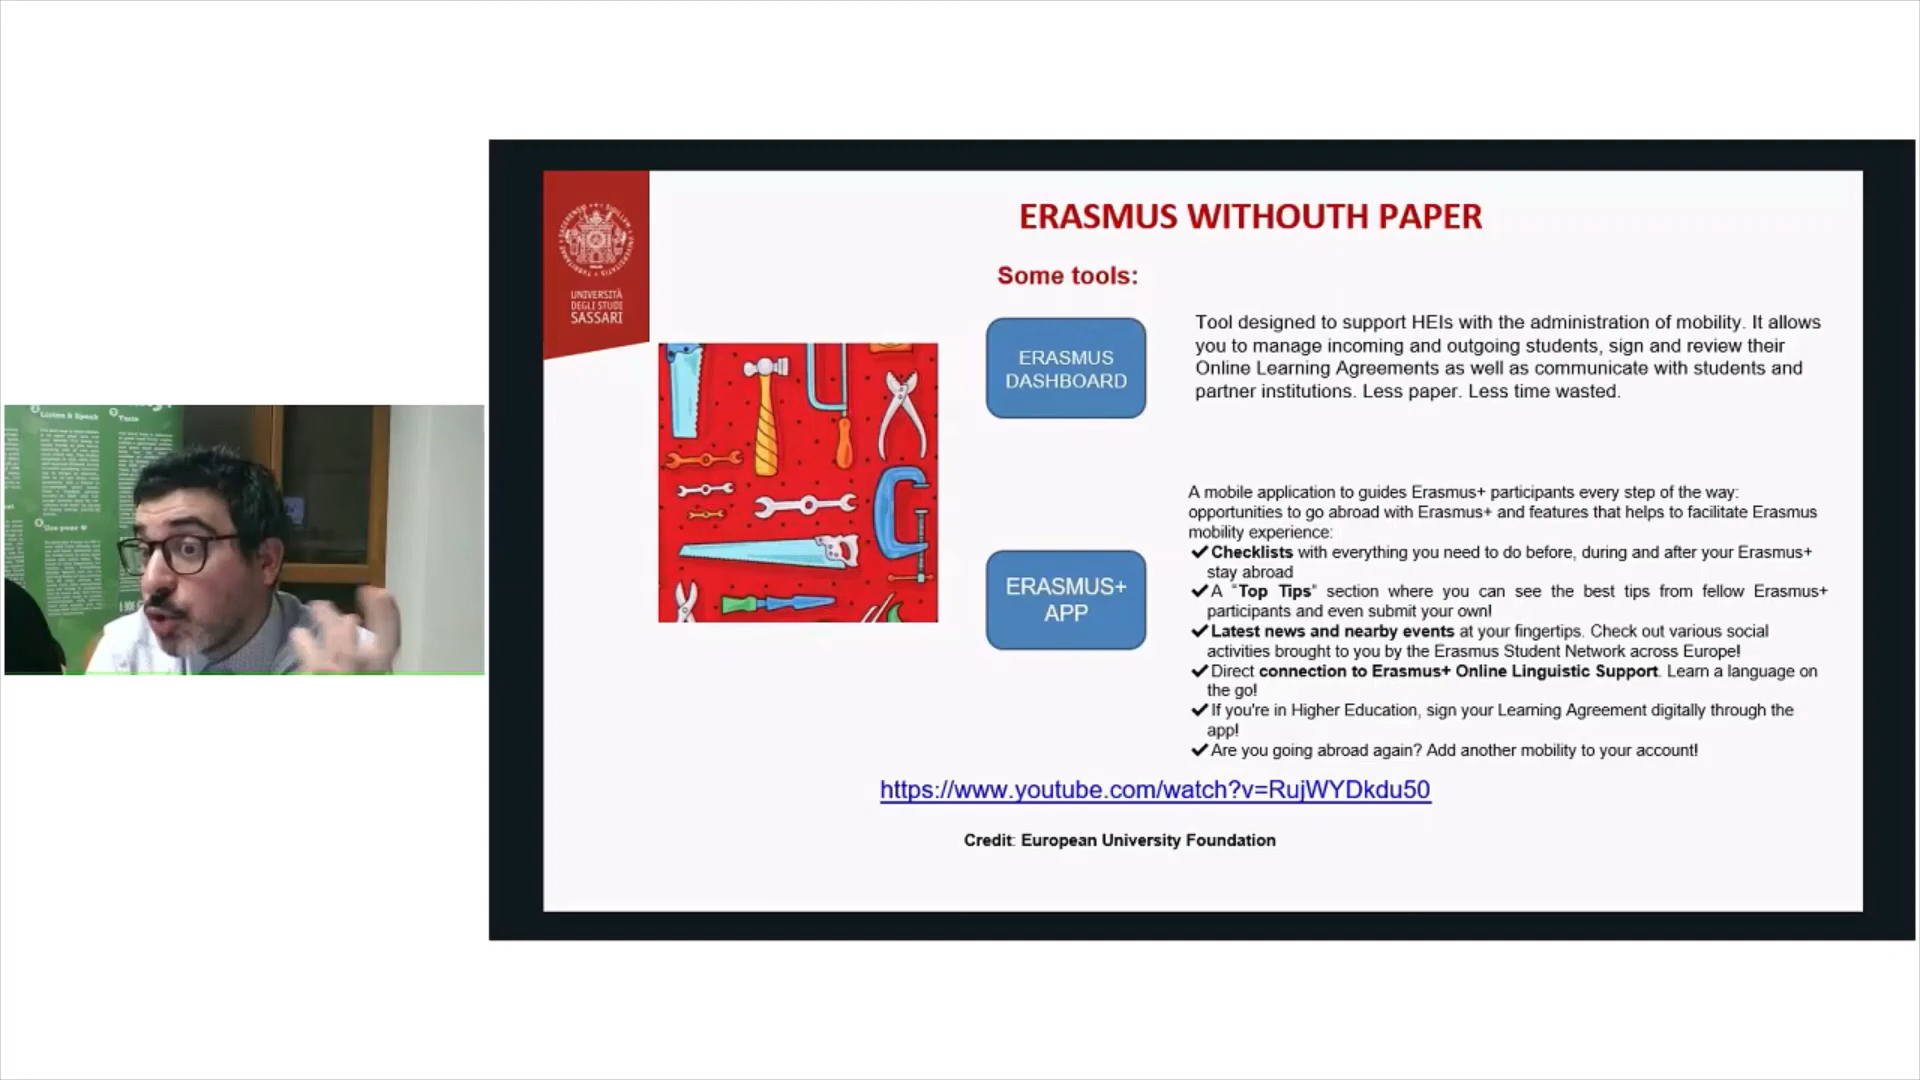 Listen & Speak
UNIVERSITÀ
DEGLI STUDI
SASSARI
ERASMUS WITHOUTH PAPER
Some tools:
ERASMUS
DASHBOARD
Tool designed to support HEIs with the administration of mobility. It allows
you to manage incoming and outgoing students, sign and review their
Online Learning Agreements as well as communicate with students and
partner institutions. Less paper. Less time wasted.
ERASMUS+
APP
A mobile application to guides Erasmus+ participants every step of the way:
opportunities to go abroad with Erasmus+ and features that helps to facilitate Erasmus
mobility experience:
✔Checklists with everything you need to do before, during and after your Erasmus+
stay abroad
✔A “Top Tips” section where you can see the best tips from fellow Erasmus+
participants and even submit your own!
✔Latest news and nearby events at your fingertips. Check out various social
activities brought to you by the Erasmus Student Network across Europe!
✔Direct connection to Erasmus+ Online Linguistic Support. Learn a language on
the go!
✔If you're in Higher Education, sign your Learning Agreement digitally through the
app!
✔Are you going abroad again? Add another mobility to your account!
https://www.youtube.com/watch?v=RujWYDkdu50
Credit: European University Foundation